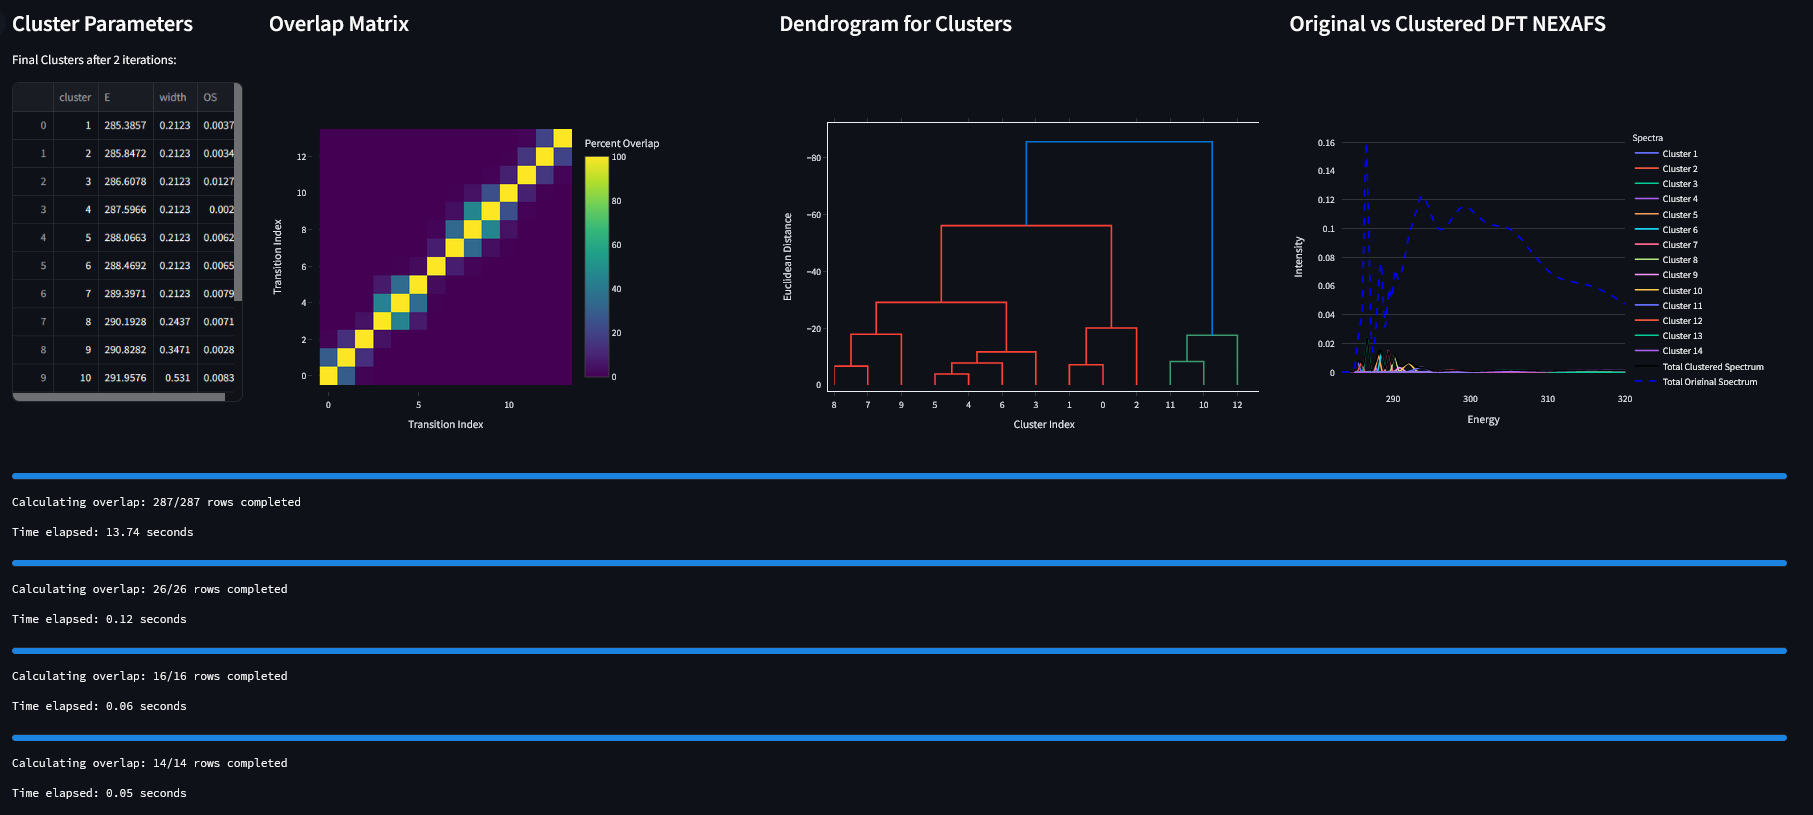 Cluster Parameters
Final Clusters after 2 iterations:
cluster E width OS
0 1 285.3857 0.2123 0.0037
1 2 285.8472 0.2123 0.0034
2 3 286.6078 0.2123 0.0127
3 4 287.5966 0.2123 0.002
4 5 288.0663 0.2123 0.0062
5 6 288.4692 0.2123 0.0065
6 7 289.3971 0.2123 0.0079
7 8 290.1928 0.2437 0.0071
8 9 290.8282 0.3471 0.0028
9 10 291.9576 0.531 0.0083
Overlap Matrix
Transition Index
12
10
8
6
4
2
0
0 5 10
Transition Index
Percent Overlap
100
80
60
40
20
0
Dendrogram for Clusters
Euclidean Distance
−80
−60
−40
−20
0
8 7 9 5 4 6 3 1 0 2 11 10 12
Cluster Index
Original vs Clustered DFT NEXAFS
Intensity
0.16
0.14
0.12
0.1
0.08
0.06
0.04
0.02
0
290 300 310 320
Energy
Spectra
Cluster 1
Cluster 2
Cluster 3
Cluster 4
Cluster 5
Cluster 6
Cluster 7
Cluster 8
Cluster 9
Cluster 10
Cluster 11
Cluster 12
Cluster 13
Cluster 14
Total Clustered Spectrum
Total Original Spectrum
Calculating overlap: 287/287 rows completed
Time elapsed: 13.74 seconds
Calculating overlap: 26/26 rows completed
Time elapsed: 0.12 seconds
Calculating overlap: 16/16 rows completed
Time elapsed: 0.06 seconds
Calculating overlap: 14/14 rows completed
Time elapsed: 0.05 seconds